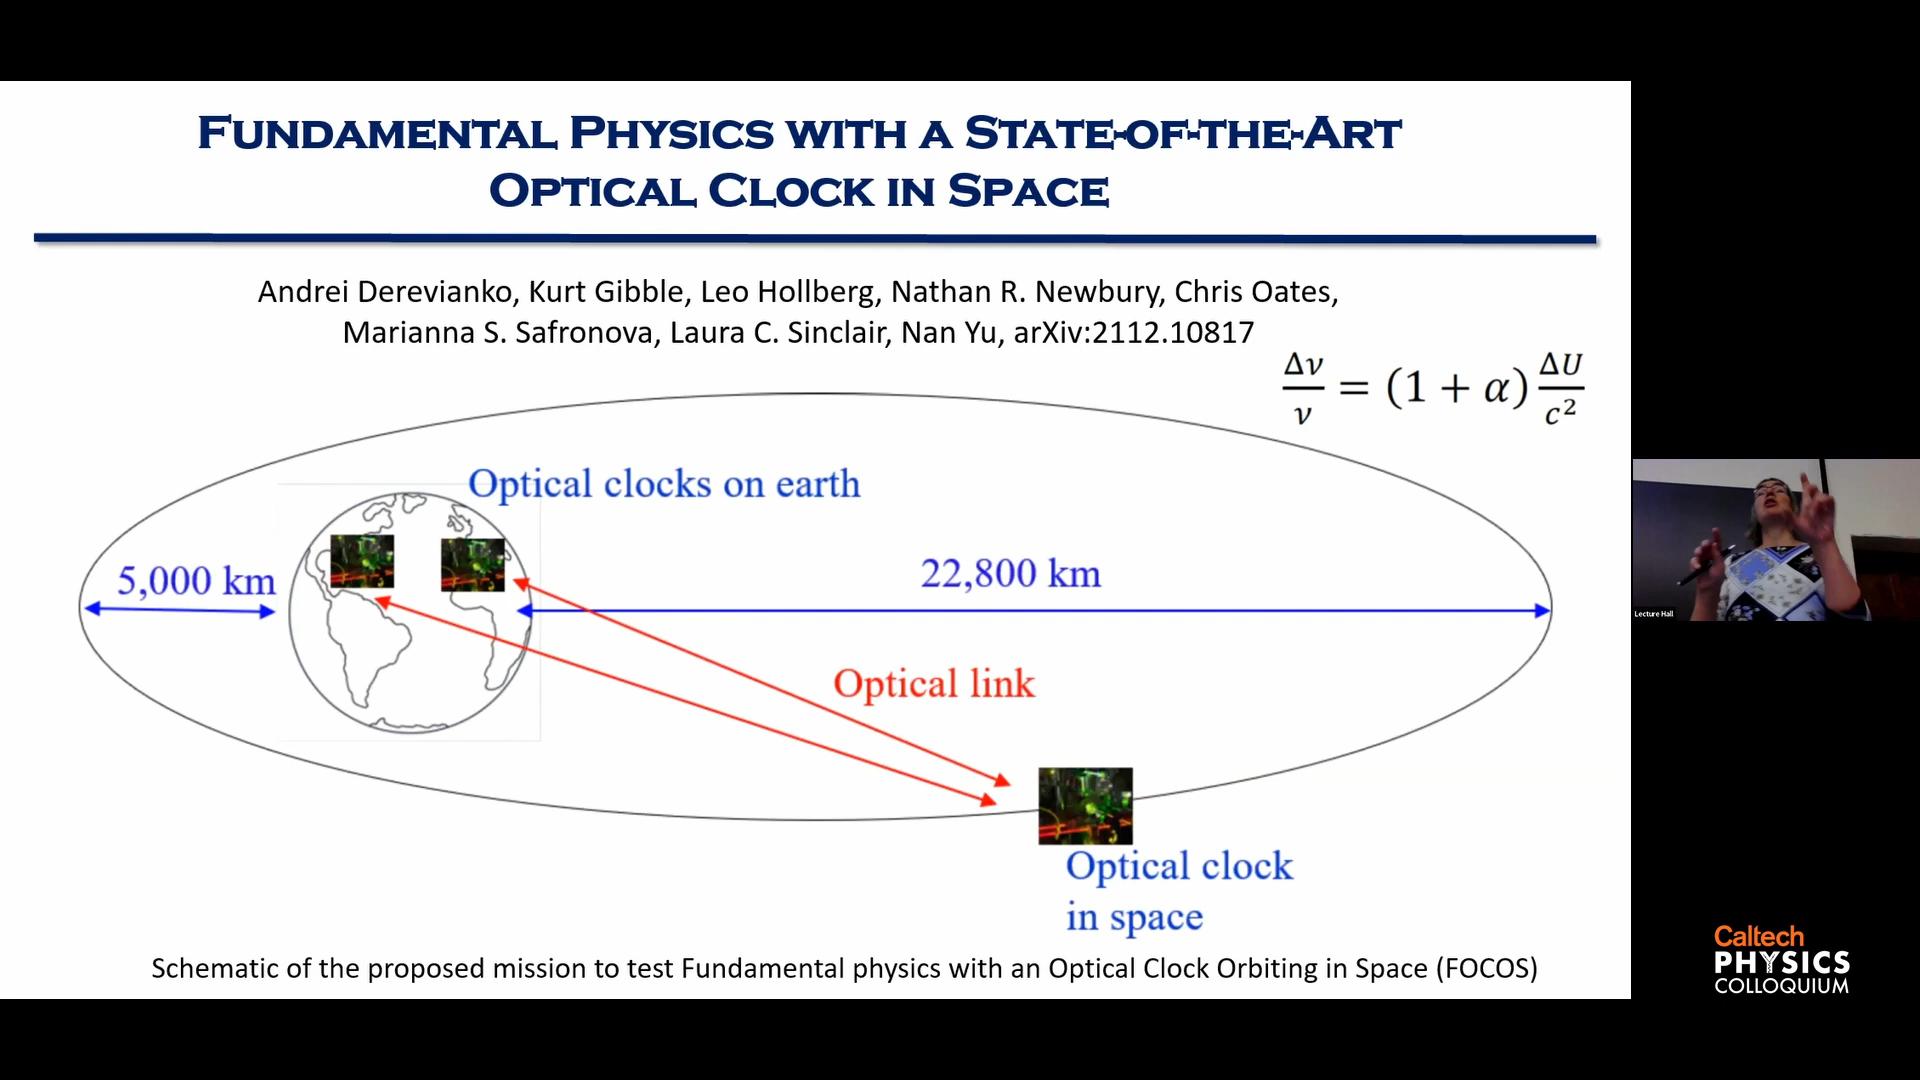 FUNDAMENTAL PHYSICS WITH A STATE-OF-THE-ART
OPTICAL CLOCK IN SPACE
Andrei Derevianko, Kurt Gibble, Leo Hollberg, Nathan R. Newbury, Chris Oates,
Marianna S. Safronova, Laura C. Sinclair, Nan Yu, arXiv:2112.10817
Δν/ν = (1 + α) ΔU/c²
Optical clocks on earth
5,000 km
22,800 km
Optical link
Optical clock
in space
Schematic of the proposed mission to test Fundamental physics with an Optical Clock Orbiting in Space (FOCOS)
Lecture Hall
Caltech
PHYSICS
COLLOQUIUM